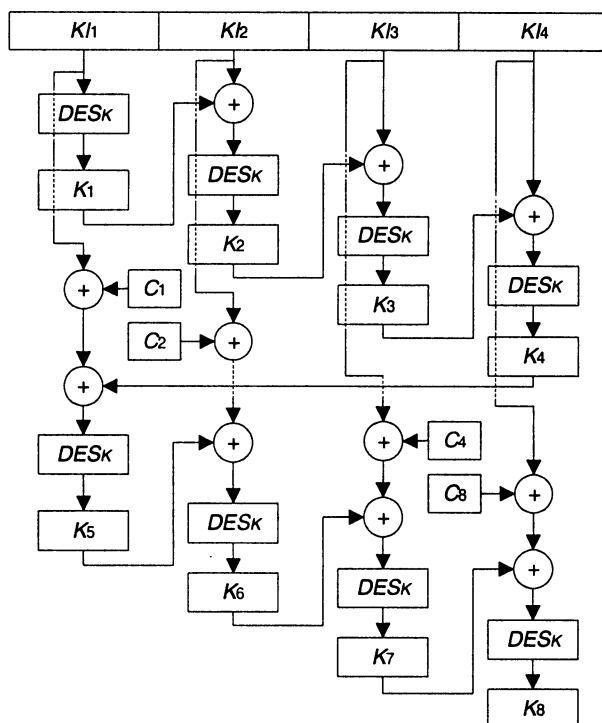 KI1 KI2 KI3 KI4
+
DESK
+
DESK
K1
+
K2
DESK
+
DESK
+
C1
K3
C2
+
K4
+
+
+
C4
DESK
C8
+
K5
DESK
+
+
K6
DESK
DESK
K7
K8